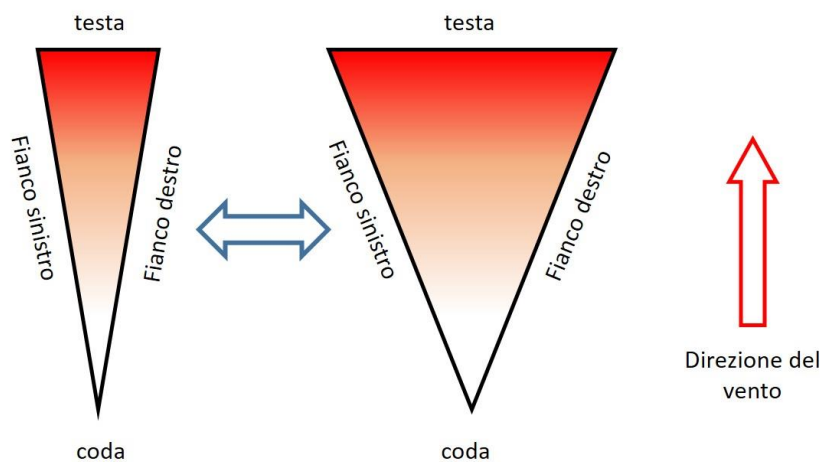 testa
testa
Fianco sinistro
Fianco destro
Fianco sinistro
Fianco destro
Direzione del
vento
coda
coda